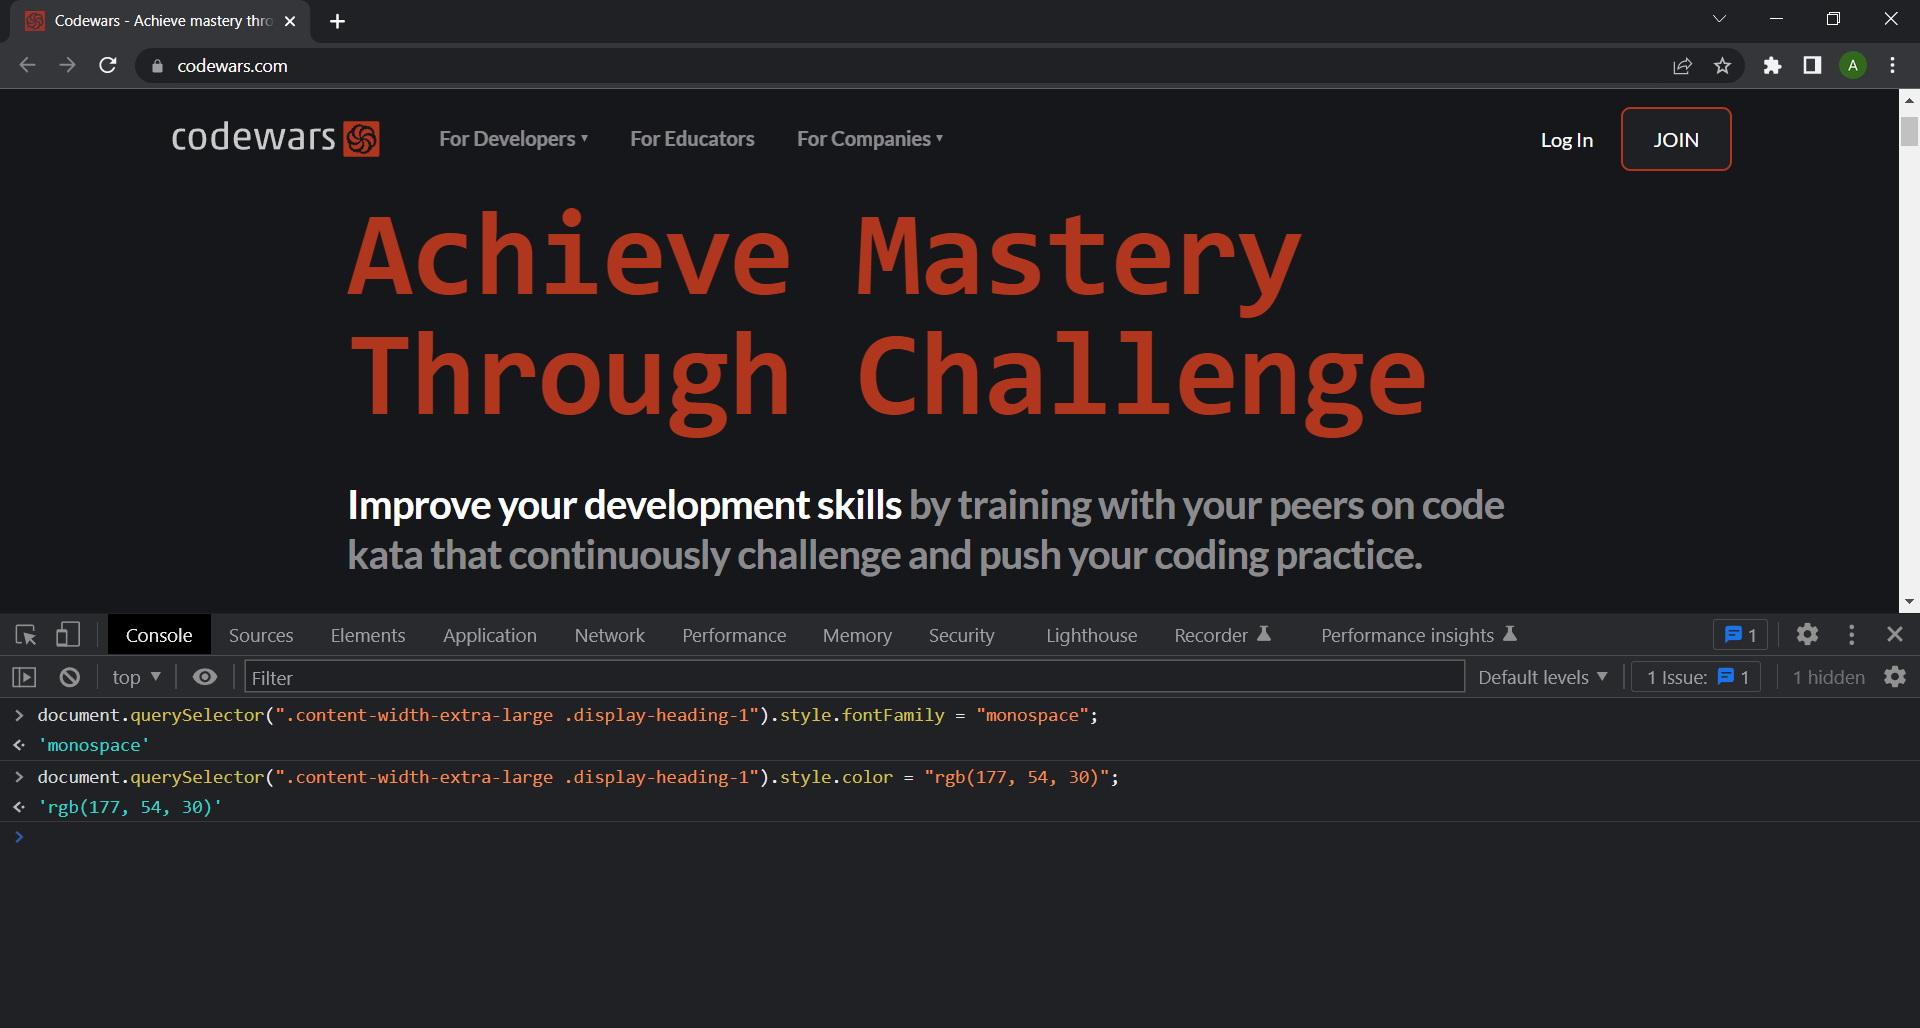 Codewars - Achieve mastery thro
codewars.com
A
codewars
For Developers ▾
For Educators
For Companies ▾
Log In
JOIN
Achieve Mastery
Through Challenge
Improve your development skills by training with your peers on code
kata that continuously challenge and push your coding practice.
Console
Sources
Elements
Application
Network
Performance
Memory
Security
Lighthouse
Recorder
Performance insights
1
top ▼
Filter
Default levels ▼
1 Issue: 1
1 hidden
> document.querySelector(".content-width-extra-large .display-heading-1").style.fontFamily = "monospace";
'monospace'
> document.querySelector(".content-width-extra-large .display-heading-1").style.color = "rgb(177, 54, 30)";
'rgb(177, 54, 30)'
>